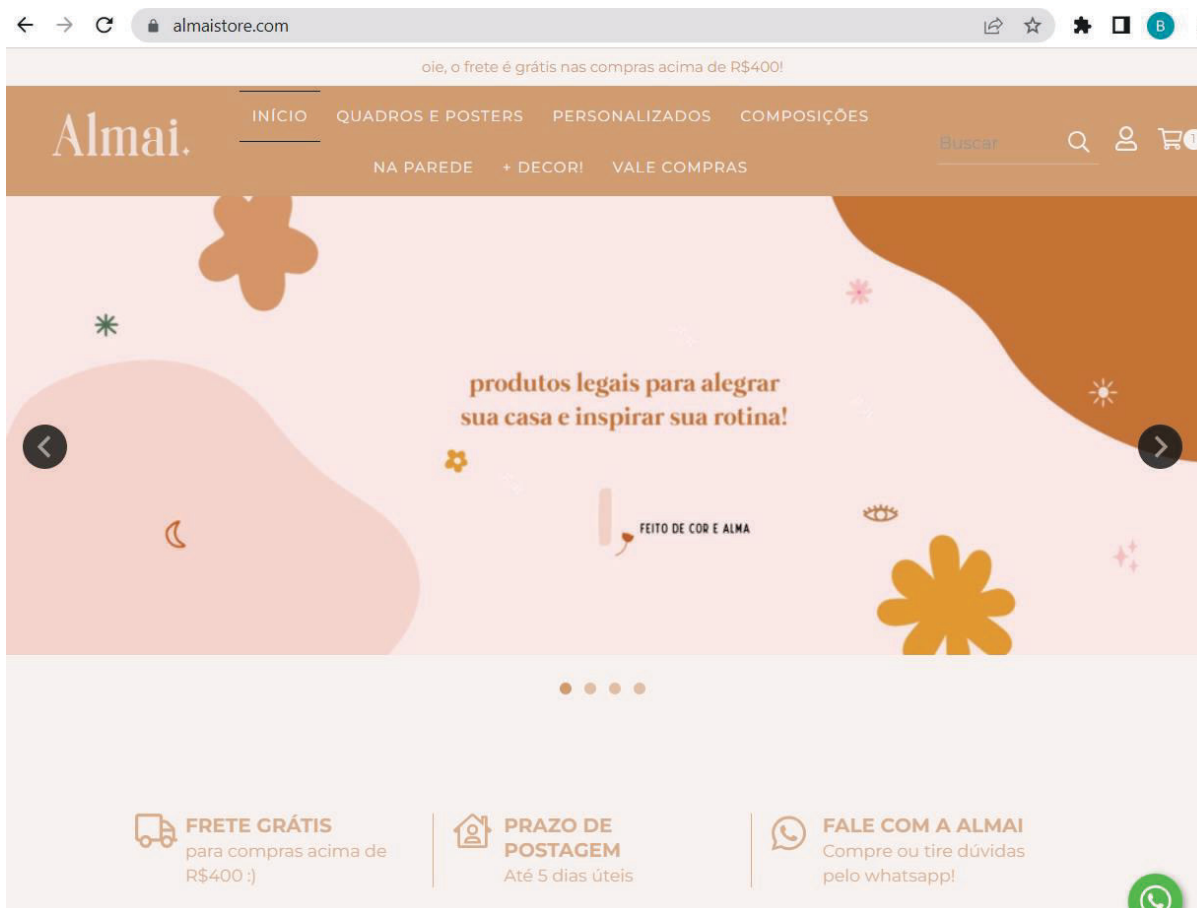 almaistore.com
B
oie, o frete é grátis nas compras acima de R$400!
Almai.
INÍCIO QUADROS E POSTERS PERSONALIZADOS COMPOSIÇÕES
NA PAREDE + DECOR! VALE COMPRAS
Buscar
1
produtos legais para alegrar
sua casa e inspirar sua rotina!
FEITO DE COR E ALMA
FRETE GRÁTIS
para compras acima de
R$400 :)
PRAZO DE
POSTAGEM
Até 5 dias úteis
FALE COM A ALMAI
Compre ou tire dúvidas
pelo whatsapp!